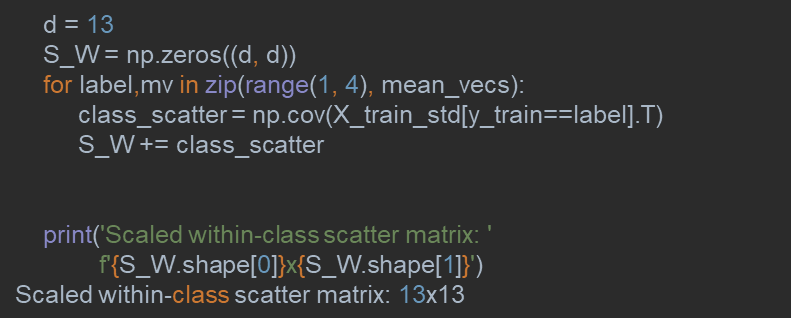 d = 13
S_W = np.zeros((d, d))
for label,mv in zip(range(1, 4), mean_vecs):
class_scatter = np.cov(X_train_std[y_train==label].T)
S_W += class_scatter
print('Scaled within-class scatter matrix: '
f'{S_W.shape[0]}x{S_W.shape[1]}')
Scaled within-class scatter matrix: 13x13